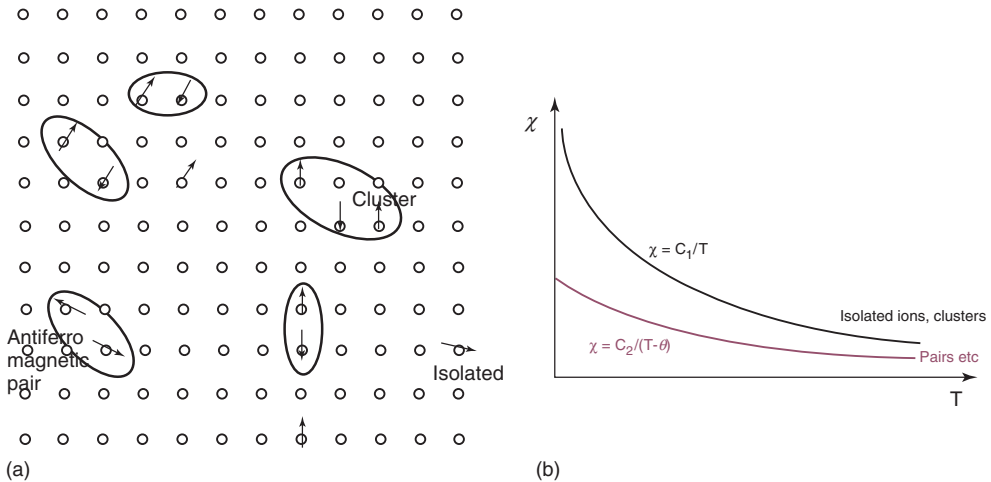 Cluster
Antiferro
magnetic
pair
Isolated
(a)
χ
χ = C₁/T
Isolated ions, clusters
χ = C₂/(T-θ)
Pairs etc
T
(b)